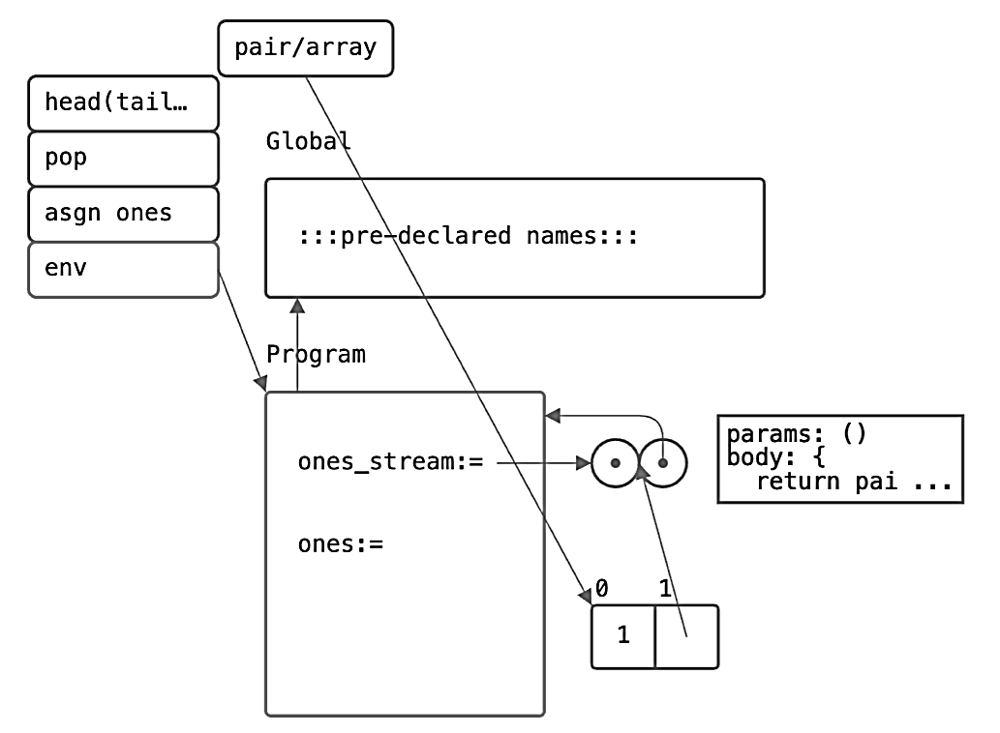 pair/array
head(tail…
pop
asgn ones
env
Global
:::pre-declared names:::
Program
ones_stream:=
ones:=
params: ()
body: {
return pai ...
0 1
1